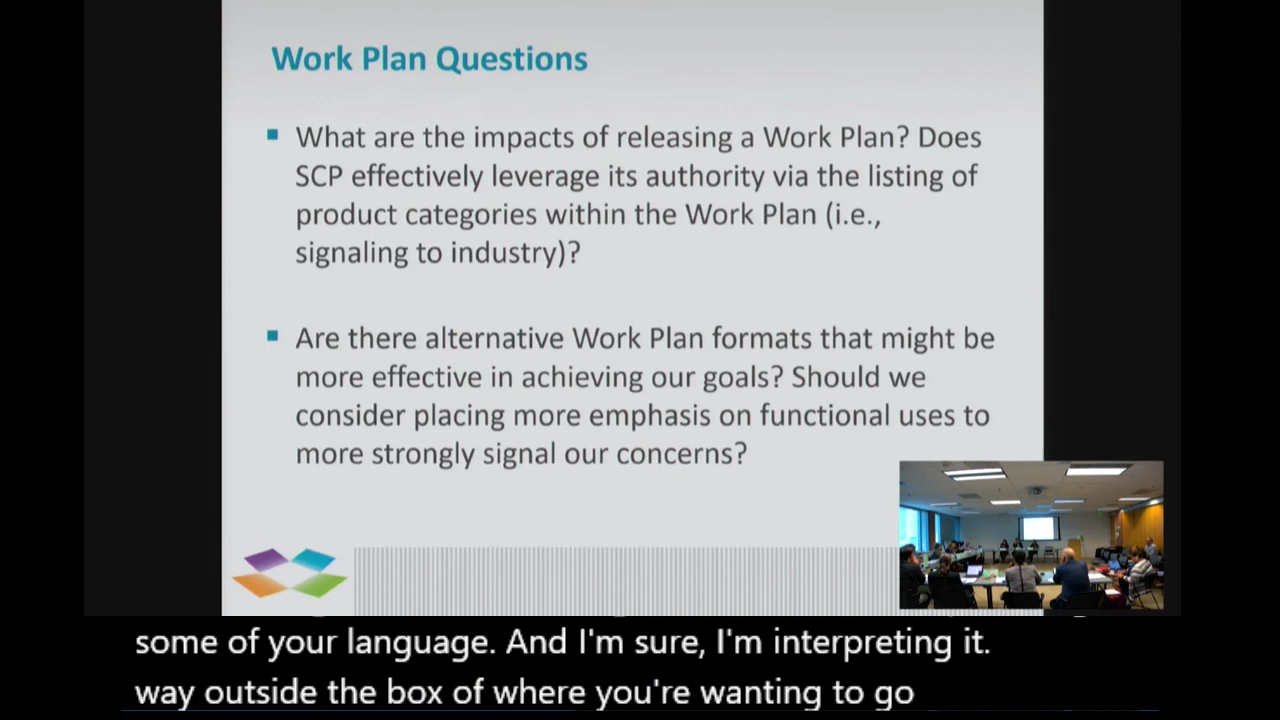 Work Plan Questions
What are the impacts of releasing a Work Plan? Does
SCP effectively leverage its authority via the listing of
product categories within the Work Plan (i.e.,
signaling to industry)?
Are there alternative Work Plan formats that might be
more effective in achieving our goals? Should we
consider placing more emphasis on functional uses to
more strongly signal our concerns?
some of your language. And I'm sure, I'm interpreting it.
way outside the box of where you're wanting to go